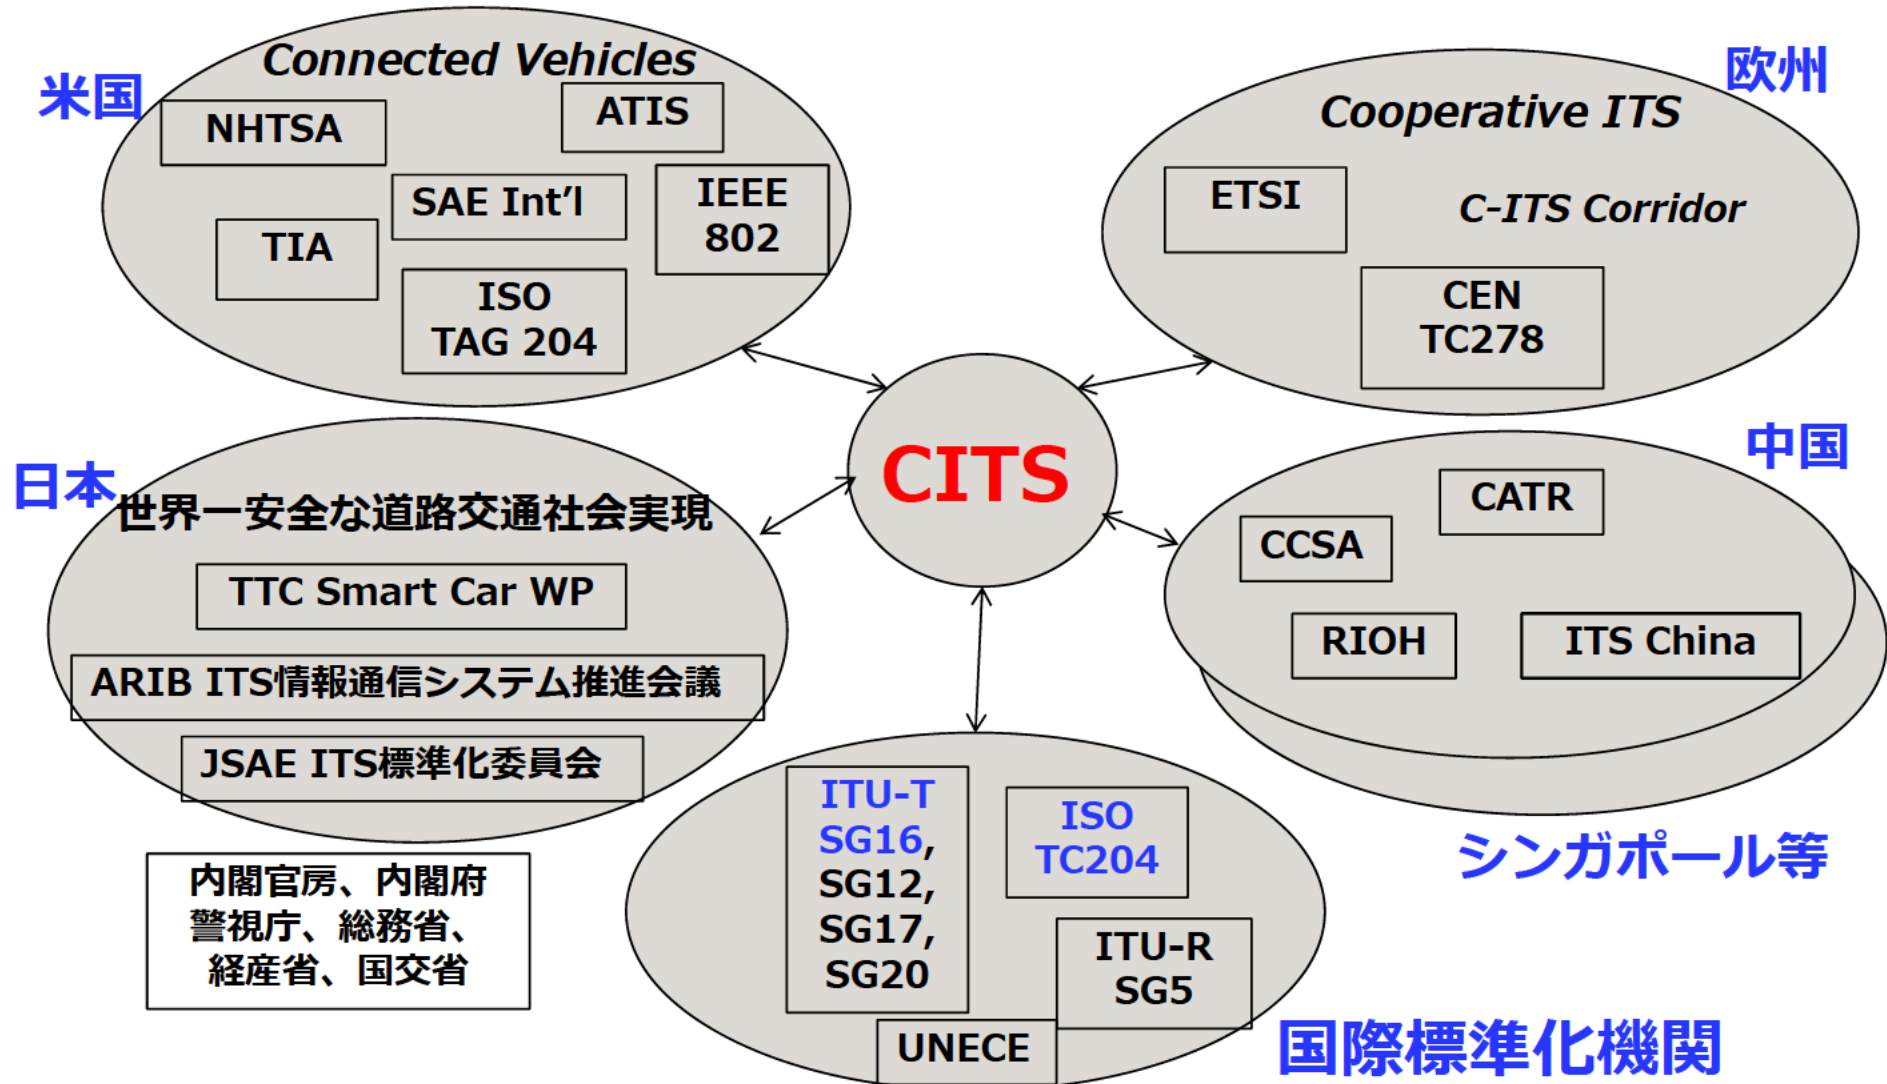 米国
Connected Vehicles
NHTSA
ATIS
SAE Int'l
IEEE
802
TIA
ISO
TAG 204
欧州
Cooperative ITS
ETSI
C-ITS Corridor
CEN
TC278
CITS
日本
世界一安全な道路交通社会実現
TTC Smart Car WP
ARIB ITS情報通信システム推進会議
JSAE ITS標準化委員会
内閣官房、内閣府
警視庁、総務省、
経産省、国交省
中国
CATR
CCSA
RIOH
ITS China
シンガポール等
ITU-T
SG16,
SG12,
SG17,
SG20
ISO
TC204
ITU-R
SG5
UNECE
国際標準化機関